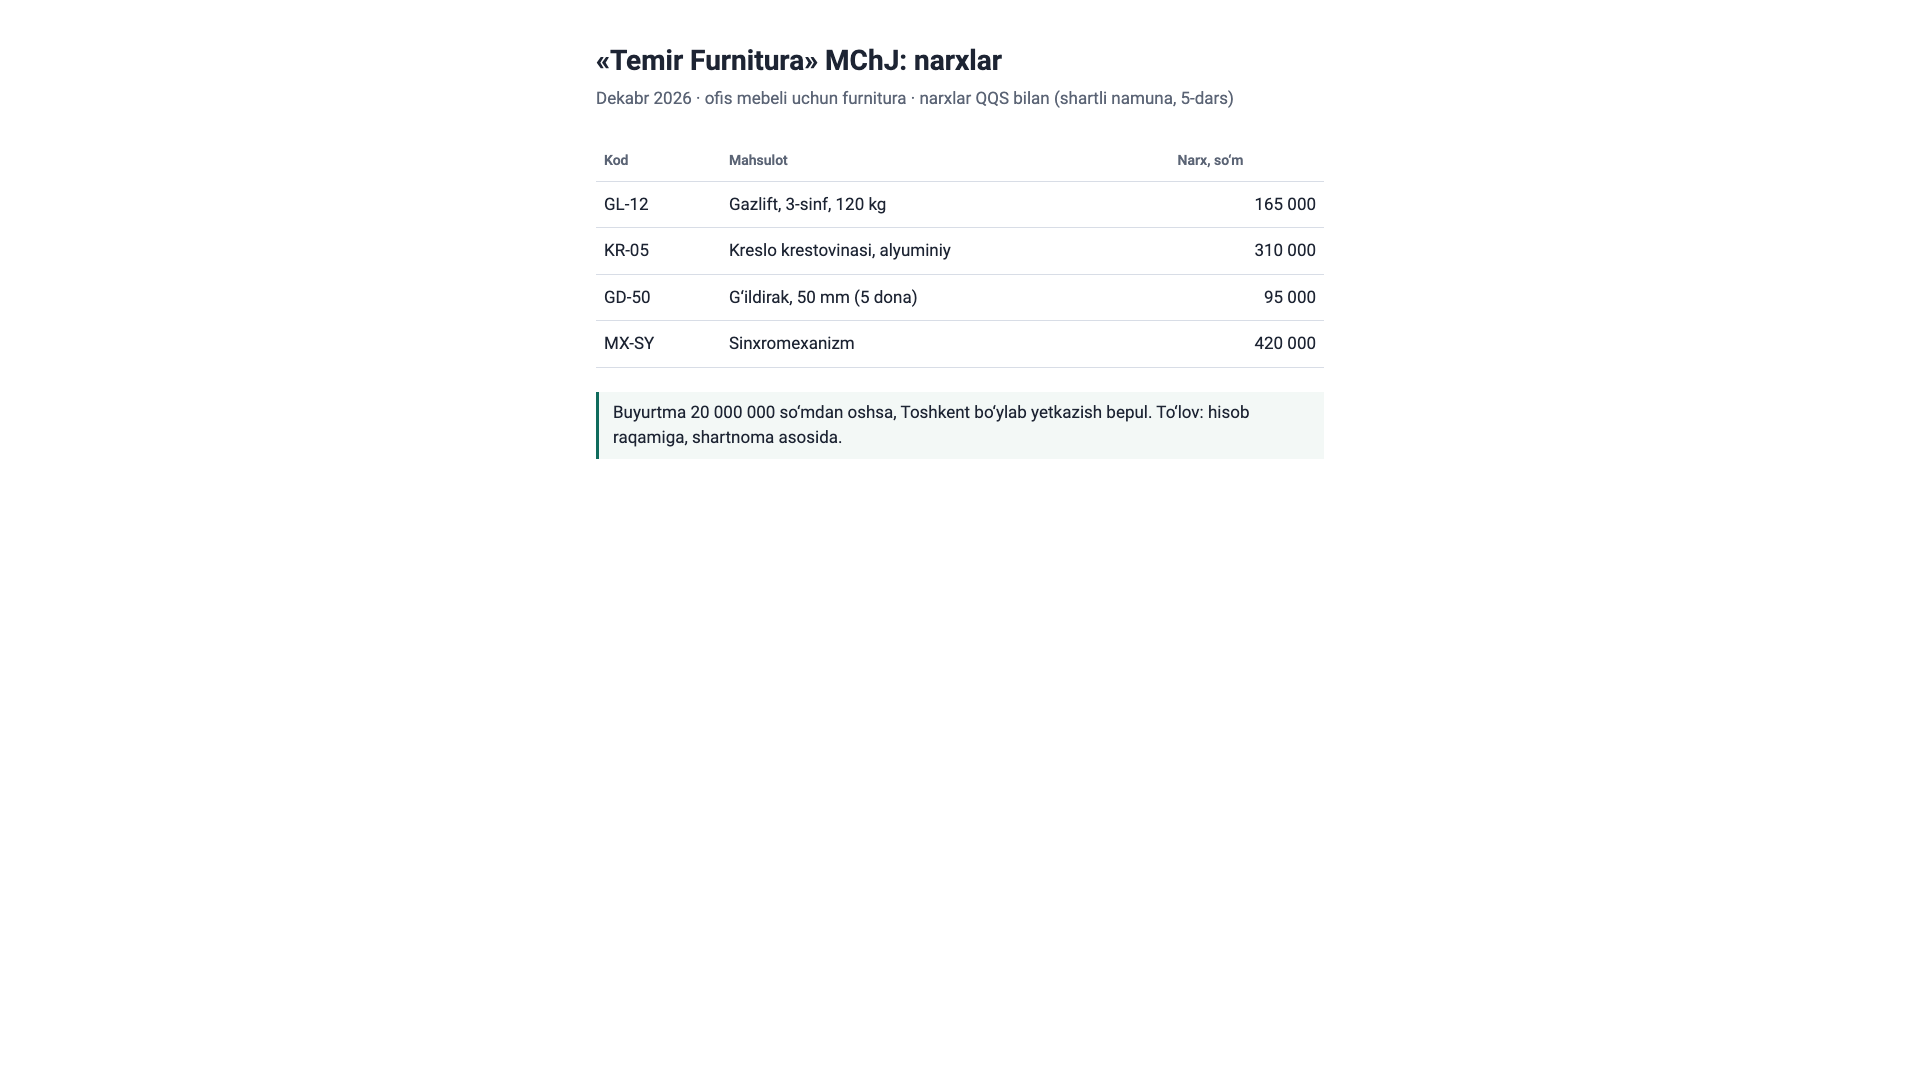 «Temir Furnitura» MChJ: narxlar
Dekabr 2026 · ofis mebeli uchun furnitura · narxlar QQS bilan (shartli namuna, 5-dars)
Kod Mahsulot Narx, so‘m
GL-12 Gazlift, 3-sinf, 120 kg 165 000
KR-05 Kreslo krestovinasi, alyuminiy 310 000
GD-50 G‘ildirak, 50 mm (5 dona) 95 000
MX-SY Sinxromexanizm 420 000
Buyurtma 20 000 000 so‘mdan oshsa, Toshkent bo‘ylab yetkazish bepul. To‘lov: hisob
raqamiga, shartnoma asosida.